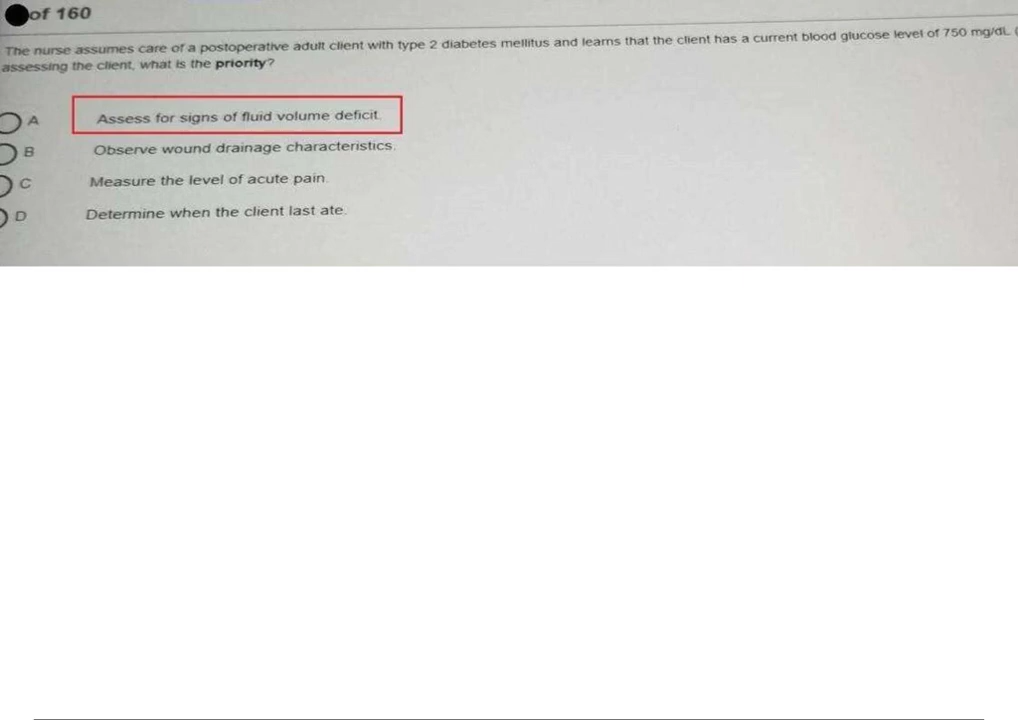 of 160
The nurse assumes care of a postoperative adult client with type 2 diabetes mellitus and learns that the client has a current blood glucose level of 750 mg/dL (
assessing the client, what is the priority?
A Assess for signs of fluid volume deficit.
B Observe wound drainage characteristics.
C Measure the level of acute pain.
D Determine when the client last ate.